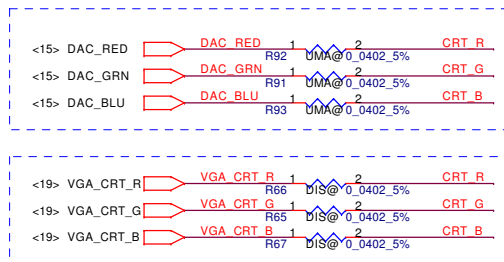 <15> DAC_RED DAC_RED 1 2 CRT_R
R92 UMA@ 0_0402_5%
<15> DAC_GRN DAC_GRN 1 2 CRT_G
R91 UMA@ 0_0402_5%
<15> DAC_BLU DAC_BLU 1 2 CRT_B
R93 UMA@ 0_0402_5%
<19> VGA_CRT_R VGA_CRT_R 1 2 CRT_R
R66 DIS@ 0_0402_5%
<19> VGA_CRT_G VGA_CRT_G 1 2 CRT_G
R65 DIS@ 0_0402_5%
<19> VGA_CRT_B VGA_CRT_B 1 2 CRT_B
R67 DIS@ 0_0402_5%